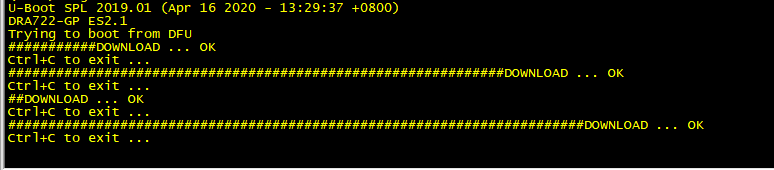 U-Boot SPL 2019.01 (Apr 16 2020 - 13:29:37 +0800)
DRA722-GP ES2.1
Trying to boot from DFU
###########DOWNLOAD ... OK
Ctrl+C to exit ...
##############################################################DOWNLOAD ... OK
Ctrl+C to exit ...
##DOWNLOAD ... OK
Ctrl+C to exit ...
########################################################################DOWNLOAD ... OK
Ctrl+C to exit ...